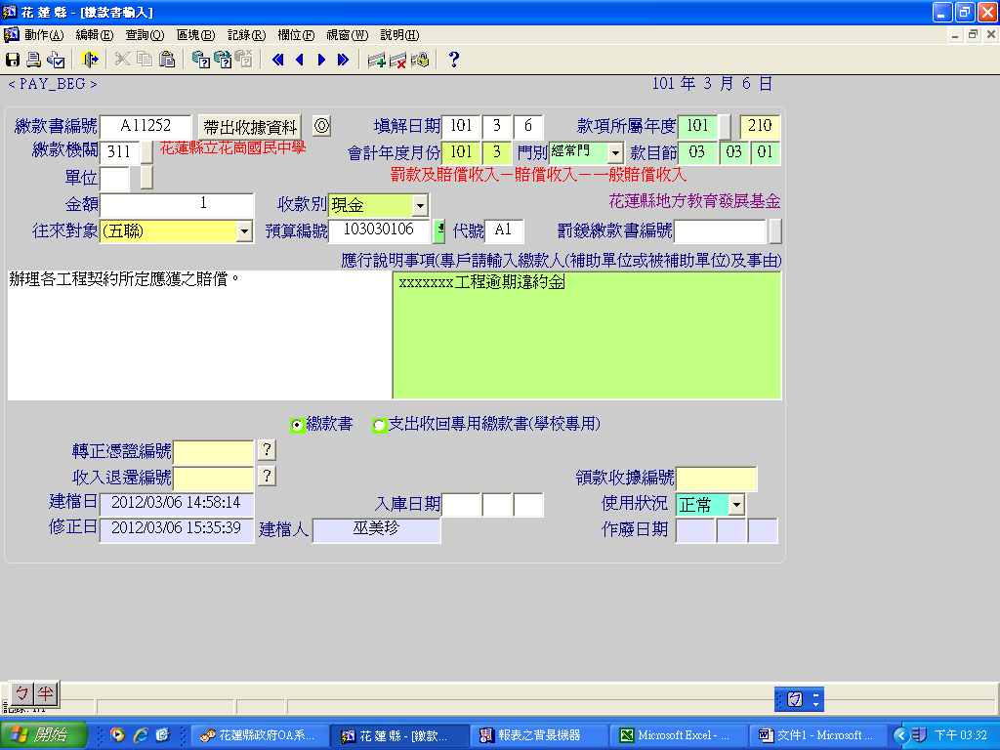 花 蓮 縣 - [繳款書輸入]
動作(A) 編輯(E) 查詢(Q) 區塊(B) 記錄(R) 欄位(F) 視窗(W) 說明(H)
< PAY_BEG > 101 年 3 月 6 日
繳款書編號 A11252 帶出收據資料 ◎ 填解日期 101 3 6 款項所屬年度 101 210
繳款機關 311 花蓮縣立花崗國民中學 會計年度月份 101 3 門別 經常門 款目節 03 03 01
單位 罰款及賠償收入－賠償收入－一般賠償收入
金額 1 收款別 現金 花蓮縣地方教育發展基金
往來對象 (五聯) 預算編號 103030106 代號 A1 罰鍰繳款書編號
應行說明事項(專戶請輸入繳款人(補助單位或被補助單位)及事由)
辦理各工程契約所定應獲之賠償。 xxxxxxx工程逾期違約金
繳款書 支出收回專用繳款書(學校專用)
轉正憑證編號 ?
收入退還編號 ? 領款收據編號
建檔日 2012/03/06 14:58:14 入庫日期 使用狀況 正常
修正日 2012/03/06 15:35:39 建檔人 巫美珍 作廢日期
ㄅ 半
開始 花蓮縣政府OA系... 花 蓮 縣 - [繳款... 報表之背景機器 Microsoft Excel - ... 文件1 - Microsoft ... 下午 03:32